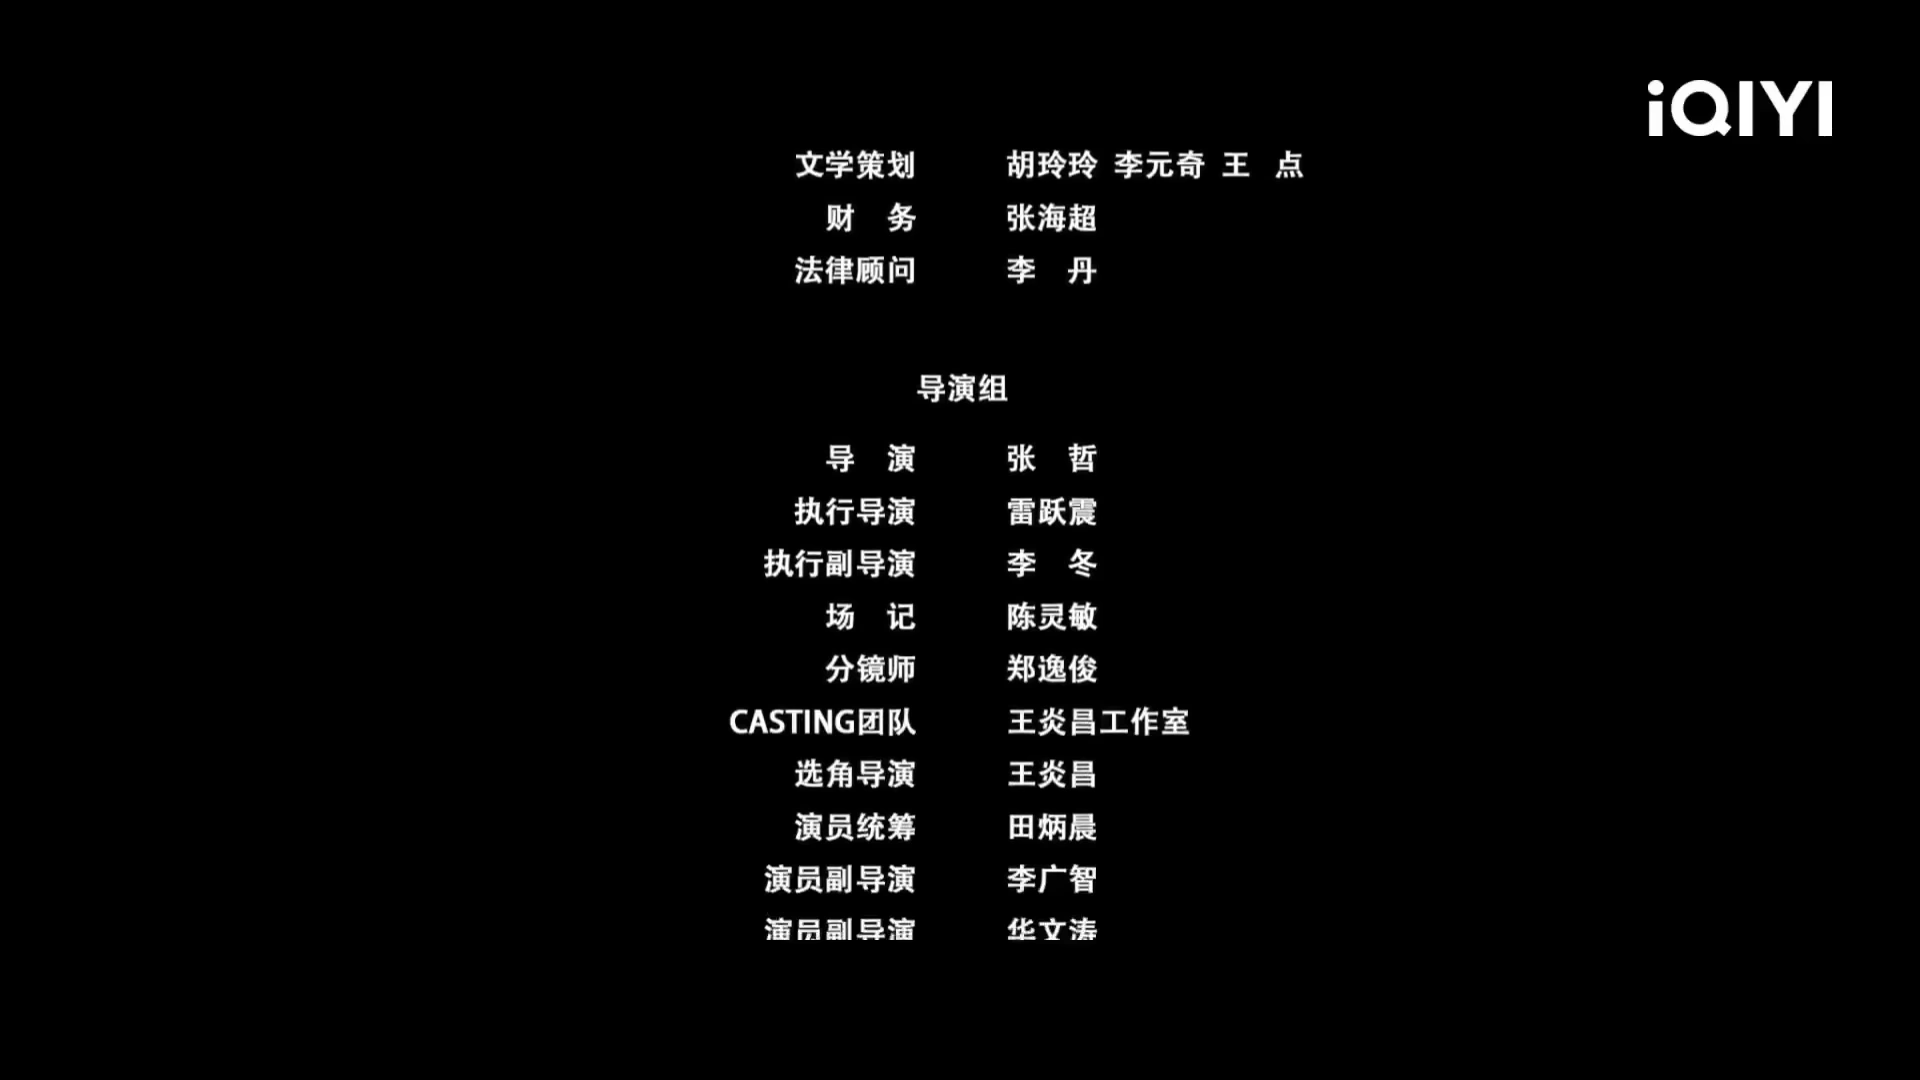 iQIYI
文学策划 胡玲玲 李元奇 王 点
财 务 张海超
法律顾问 李 丹
导演组
导 演 张 哲
执行导演 雷跃震
执行副导演 李 冬
场 记 陈灵敏
分镜师 郑逸俊
CASTING团队 王炎昌工作室
选角导演 王炎昌
演员统筹 田炳晨
演员副导演 李广智
演员副导演 华文涛